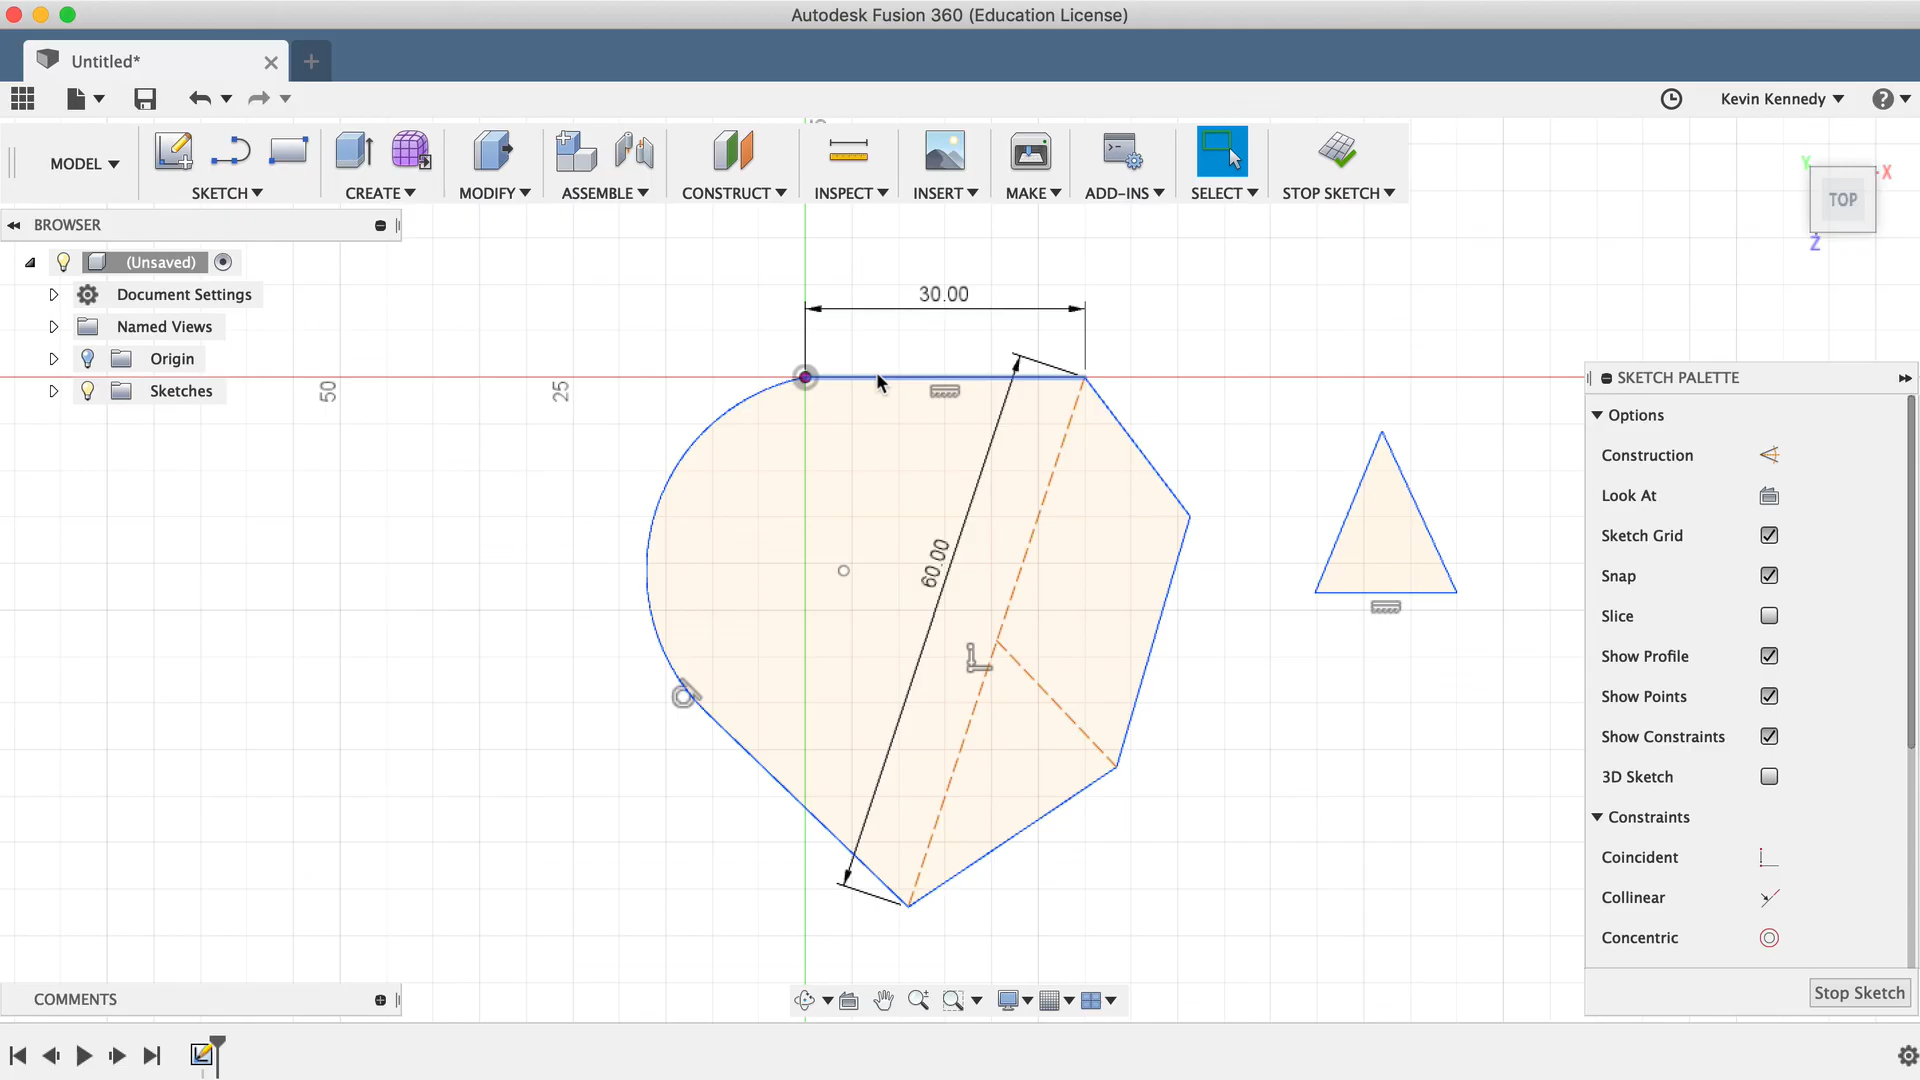 Autodesk Fusion 360 (Education License)
Untitled*
Kevin Kennedy
MODEL
SKETCH
CREATE
MODIFY
ASSEMBLE
CONSTRUCT
INSPECT
INSERT
MAKE
ADD-INS
SELECT
STOP SKETCH
BROWSER
(Unsaved)
Document Settings
Named Views
Origin
Sketches
Y
X
TOP
Z
30.00
50
25
60.00
SKETCH PALETTE
Options
Construction
Look At
Sketch Grid
Snap
Slice
Show Profile
Show Points
Show Constraints
3D Sketch
Constraints
Coincident
Collinear
Concentric
Stop Sketch
COMMENTS